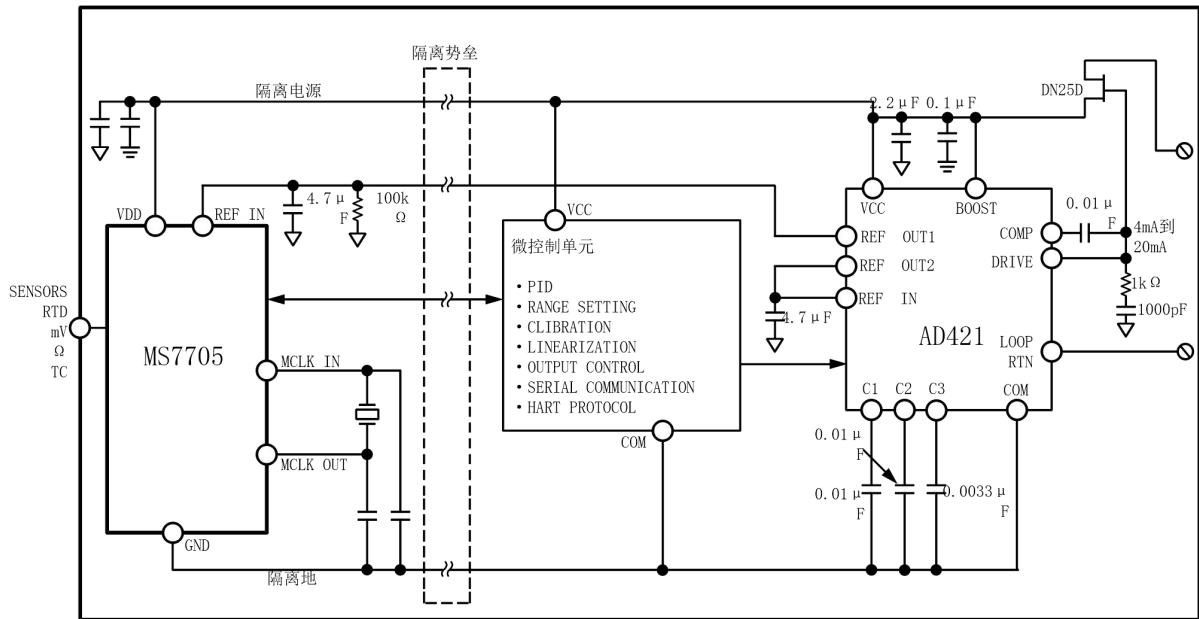 隔离势垒
隔离电源
2.2μF 0.1μF
DN25D
VDD
REF IN
4.7μ
F
100k
Ω
VCC
VCC
BOOST
0.01μ
F
微控制单元
• PID
• RANGE SETTING
• CLIBRATION
• LINEARIZATION
• OUTPUT CONTROL
• SERIAL COMMUNICATION
• HART PROTOCOL
REF OUT1
REF OUT2
REF IN
4.7μF
COMP
DRIVE
4mA到
20mA
1kΩ
1000pF
SENSORS
RTD
mV
Ω
TC
MS7705
MCLK IN
MCLK OUT
AD421
LOOP
RTN
C1
C2
C3
COM
COM
0.01μ
F
0.01μ
F
0.0033μ
F
GND
隔离地